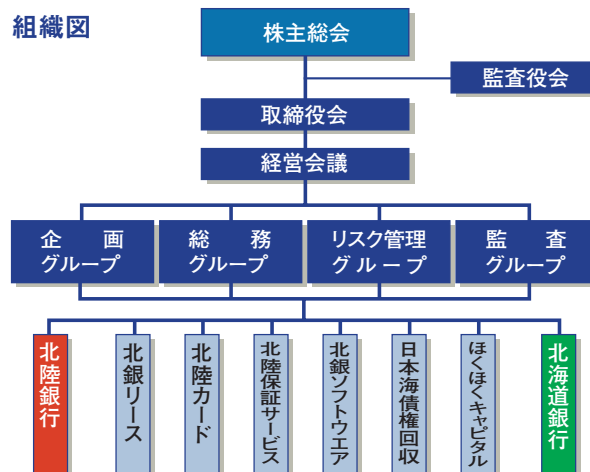 組織図
株主総会
監査役会
取締役会
経営会議
企画
グループ
総務
グループ
リスク管理
グループ
監査
グループ
北陸銀行
北銀リース
北陸カード
北陸保証サービス
北銀ソフトウエア
日本海債権回収
ほくほくキャピタル
北海道銀行